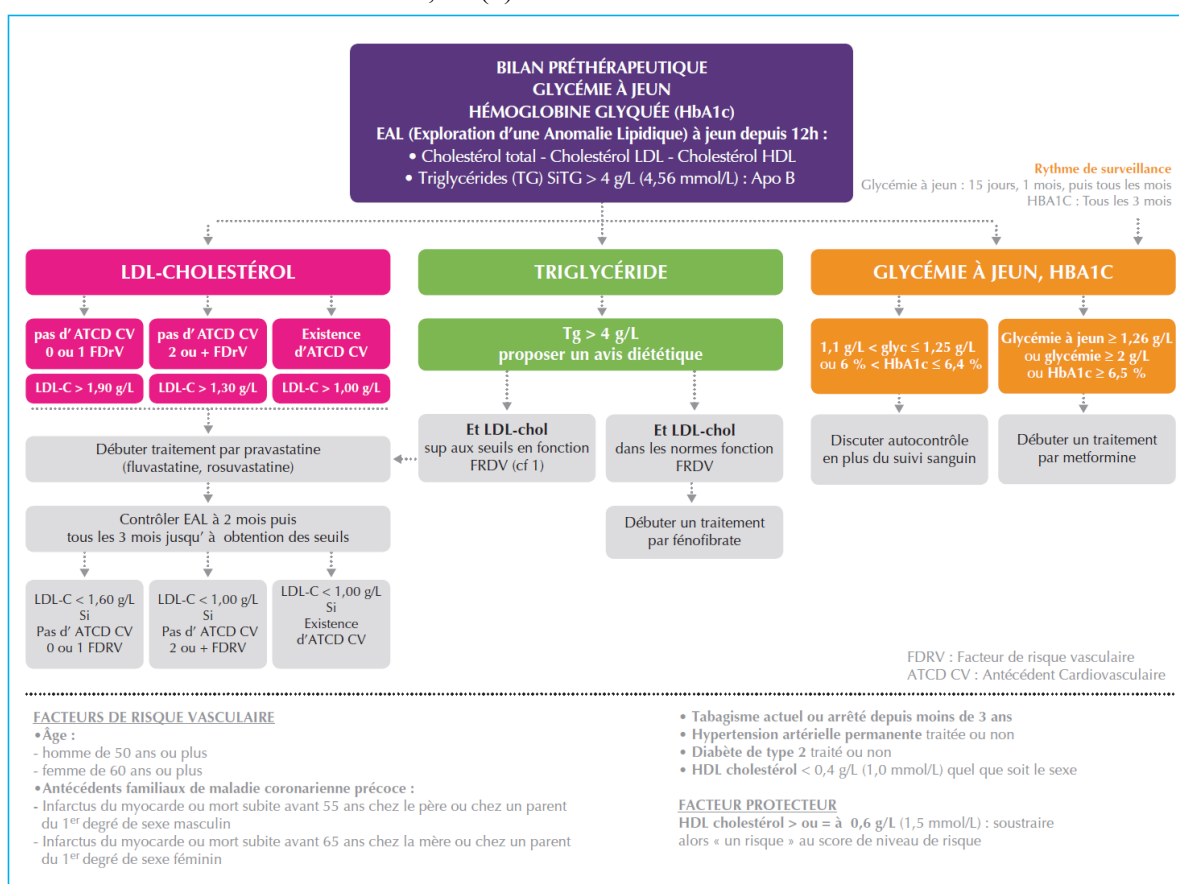 BILAN PRÉTHÉRAPEUTIQUE
GLYCÉMIE À JEUN
HÉMOGLOBINE GLYQUÉE (HbA1c)
EAL (Exploration d'une Anomalie Lipidique) à jeun depuis 12h :
• Cholestérol total - Cholestérol LDL - Cholestérol HDL
• Triglycérides (TG) SiTG > 4 g/L (4,56 mmol/L) : Apo B
Rythme de surveillance
Glycémie à jeun : 15 jours, 1 mois, puis tous les mois
HBA1C : Tous les 3 mois
LDL-CHOLESTÉROL
pas d'ATCD CV
0 ou 1 FDrV
pas d'ATCD CV
2 ou + FDrV
Existence
d'ATCD CV
LDL-C > 1,90 g/L
LDL-C > 1,30 g/L
LDL-C > 1,00 g/L
Débuter traitement par pravastatine
(fluvastatine, rosuvastatine)
Contrôler EAL à 2 mois puis
tous les 3 mois jusqu' à obtention des seuils
LDL-C < 1,60 g/L
Si
Pas d' ATCD CV
0 ou 1 FDRV
LDL-C < 1,00 g/L
Si
Pas d' ATCD CV
2 ou + FDRV
LDL-C < 1,00 g/L
Si
Existence
d'ATCD CV
TRIGLYCÉRIDE
Tg > 4 g/L
proposer un avis diététique
Et LDL-chol
sup aux seuils en fonction
FRDV (cf 1)
Et LDL-chol
dans les normes fonction
FRDV
Débuter un traitement
par fénofibrate
GLYCÉMIE À JEUN, HBA1C
1,1 g/L < glyc ≤ 1,25 g/L
ou 6 % < HbA1c ≤ 6,4 %
Glycémie à jeun ≥ 1,26 g/L
ou glycémie ≥ 2 g/L
ou HbA1c ≥ 6,5 %
Discuter autocontrôle
en plus du suivi sanguin
Débuter un traitement
par metformine
FDRV : Facteur de risque vasculaire
ATCD CV : Antécédent Cardiovasculaire
FACTEURS DE RISQUE VASCULAIRE
• Âge :
- homme de 50 ans ou plus
- femme de 60 ans ou plus
• Antécédents familiaux de maladie coronarienne précoce :
- Infarctus du myocarde ou mort subite avant 55 ans chez le père ou chez un parent
du 1er degré de sexe masculin
- Infarctus du myocarde ou mort subite avant 65 ans chez la mère ou chez un parent
du 1er degré de sexe féminin
• Tabagisme actuel ou arrêté depuis moins de 3 ans
• Hypertension artérielle permanente traitée ou non
• Diabète de type 2 traité ou non
• HDL cholestérol < 0,4 g/L (1,0 mmol/L) quel que soit le sexe
FACTEUR PROTECTEUR
HDL cholestérol > ou = à 0,6 g/L (1,5 mmol/L) : soustraire
alors « un risque » au score de niveau de risque